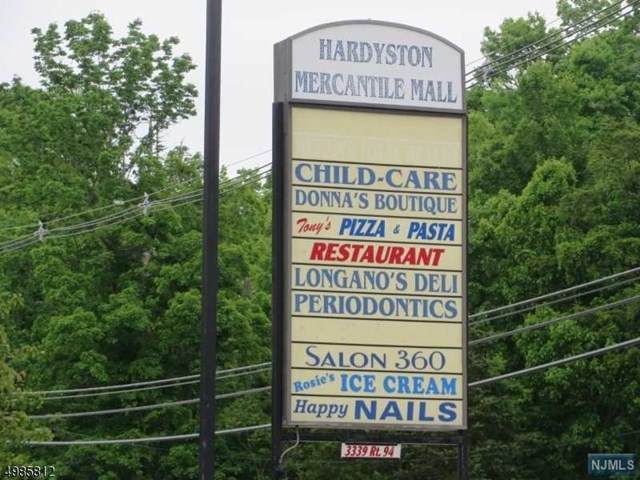 HARDYSTON
MERCANTILE MALL
CHILD-CARE
DONNA'S BOUTIQUE
Tony's PIZZA & PASTA
RESTAURANT
LONGANO'S DELI
PERIODONTICS
SALON 360
Rosie's ICE CREAM
Happy NAILS
3339 Rt. 94
4985812
NJMLS